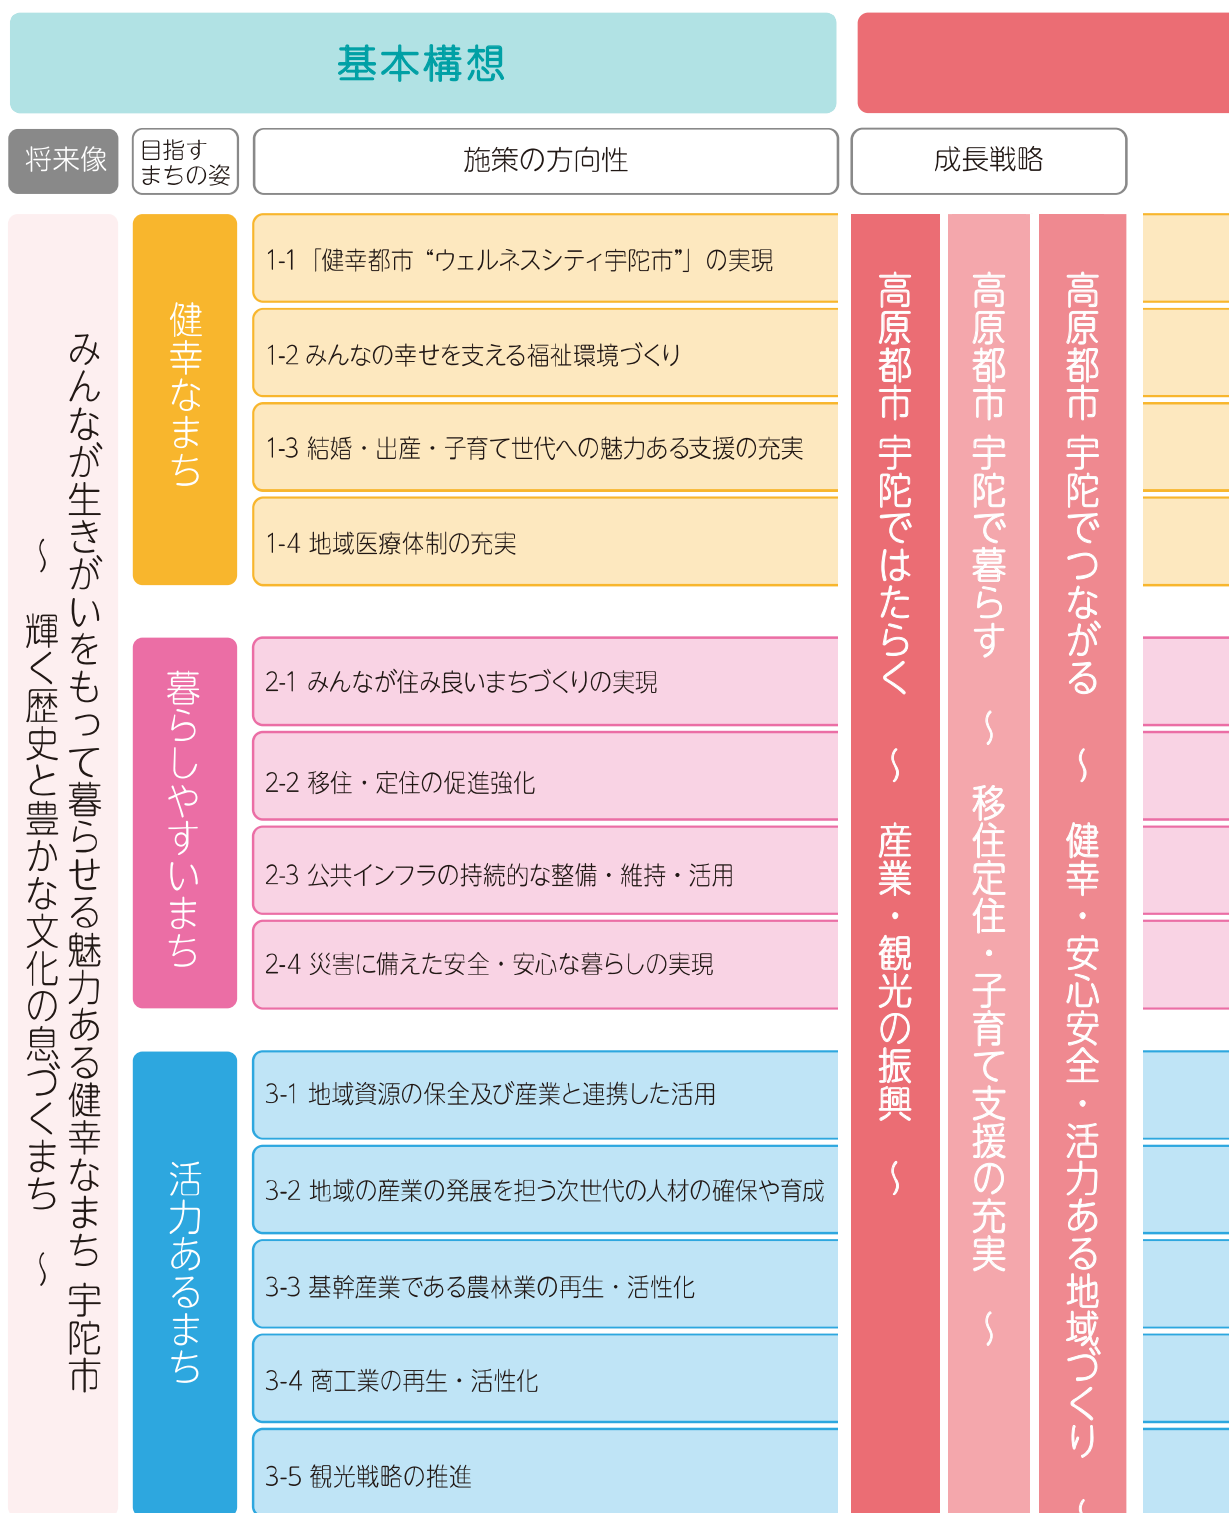 基本構想
将来像
目指す
まちの姿
施策の方向性
成長戦略
みんなが生きがいをもって暮らせる魅力ある健幸なまち 宇陀市
～ 輝く歴史と豊かな文化の息づくまち ～
健幸なまち
1-1 「健幸都市 “ウェルネスシティ宇陀市”」の実現
1-2 みんなの幸せを支える福祉環境づくり
1-3 結婚・出産・子育て世代への魅力ある支援の充実
1-4 地域医療体制の充実
暮らしやすいまち
2-1 みんなが住み良いまちづくりの実現
2-2 移住・定住の促進強化
2-3 公共インフラの持続的な整備・維持・活用
2-4 災害に備えた安全・安心な暮らしの実現
活力あるまち
3-1 地域資源の保全及び産業と連携した活用
3-2 地域の産業の発展を担う次世代の人材の確保や育成
3-3 基幹産業である農林業の再生・活性化
3-4 商工業の再生・活性化
3-5 観光戦略の推進
高原都市 宇陀ではたらく ～ 産業・観光の振興 ～
高原都市 宇陀で暮らす ～ 移住定住・子育て支援の充実 ～
高原都市 宇陀でつながる ～ 健幸・安心安全・活力ある地域づくり ～